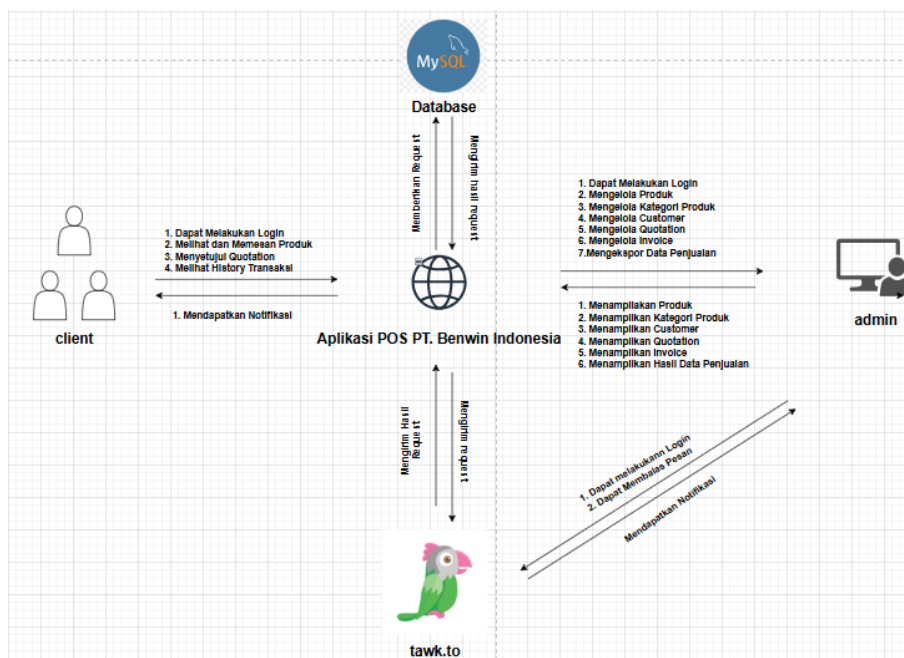 MySQL
Database
Memberikan Request
Mengirim hasil request
1. Dapat Melakukan Login
2. Melihat dan Memesan Produk
3. Menyetujui Quotation
4. Melihat History Transaksi
1. Mendapatkan Notifikasi
client
Aplikasi POS PT. Benwin Indonesia
1. Dapat Melakukan Login
2. Mengelola Produk
3. Mengelola Kategori Produk
4. Mengelola Customer
5. Mengelola Quotation
6. Mengelola Invoice
7.Mengekspor Data Penjualan
1. Menampilakan Produk
2. Menampilkan Kategori Produk
3. Menampilkan Customer
4. Menampilkan Quotation
5. Menampilkan Invoice
6. Menampilkan Hasil Data Penjualan
admin
Mengirim Hasil
Request
Mengirim request
1. Dapat melakukann Login
2. Dapat Membalas Pesan
Mendapatkan Notifikasi
tawk.to